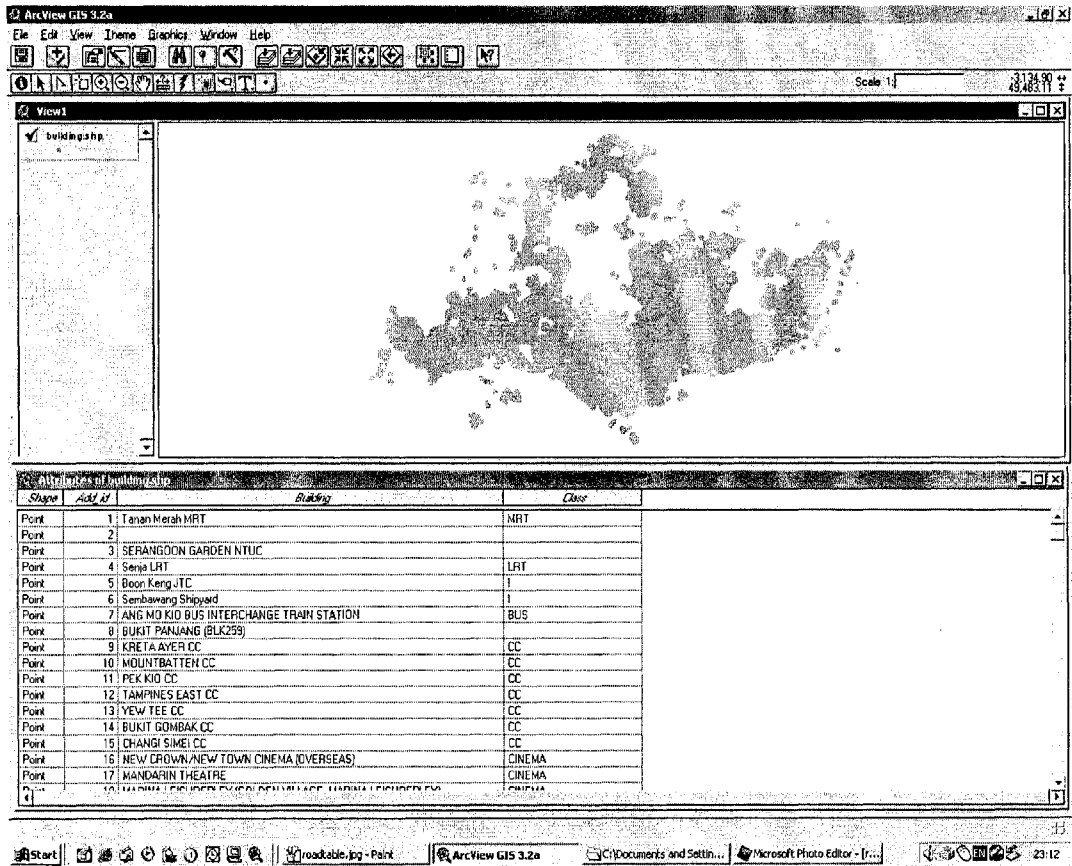 ArcView GIS 3.2a
File Edit View Theme Graphics Window Help
Scale 1:
-3,134.90
49,483.11
View1
building.shp
Attributes of building.shp
Shape Add_id Building Class
Point 1 Tanan Merah MRT MRT
Point 2
Point 3 SERANGOON GARDEN NTUC
Point 4 Senja LRT LRT
Point 5 Boon Keng JTC I
Point 6 Sembawang Shipyard I
Point 7 ANG MO KIO BUS INTERCHANGE TRAIN STATION BUS
Point 8 BUKIT PANJANG (BLK259)
Point 9 KRETA AYER CC CC
Point 10 MOUNTBATTEN CC CC
Point 11 PEK KIO CC CC
Point 12 TAMPINES EAST CC CC
Point 13 YEW TEE CC CC
Point 14 BUKIT GOMBAK CC CC
Point 15 CHANGI SIMEI CC CC
Point 16 NEW CROWN/NEW TOWN CINEMA (OVERSEAS) CINEMA
Point 17 MANDARIN THEATRE CINEMA
Start roadtable.jpg - Paint ArcView GIS 3.2a C:\Documents and Settin... Microsoft Photo Editor - [r... EN 23:12